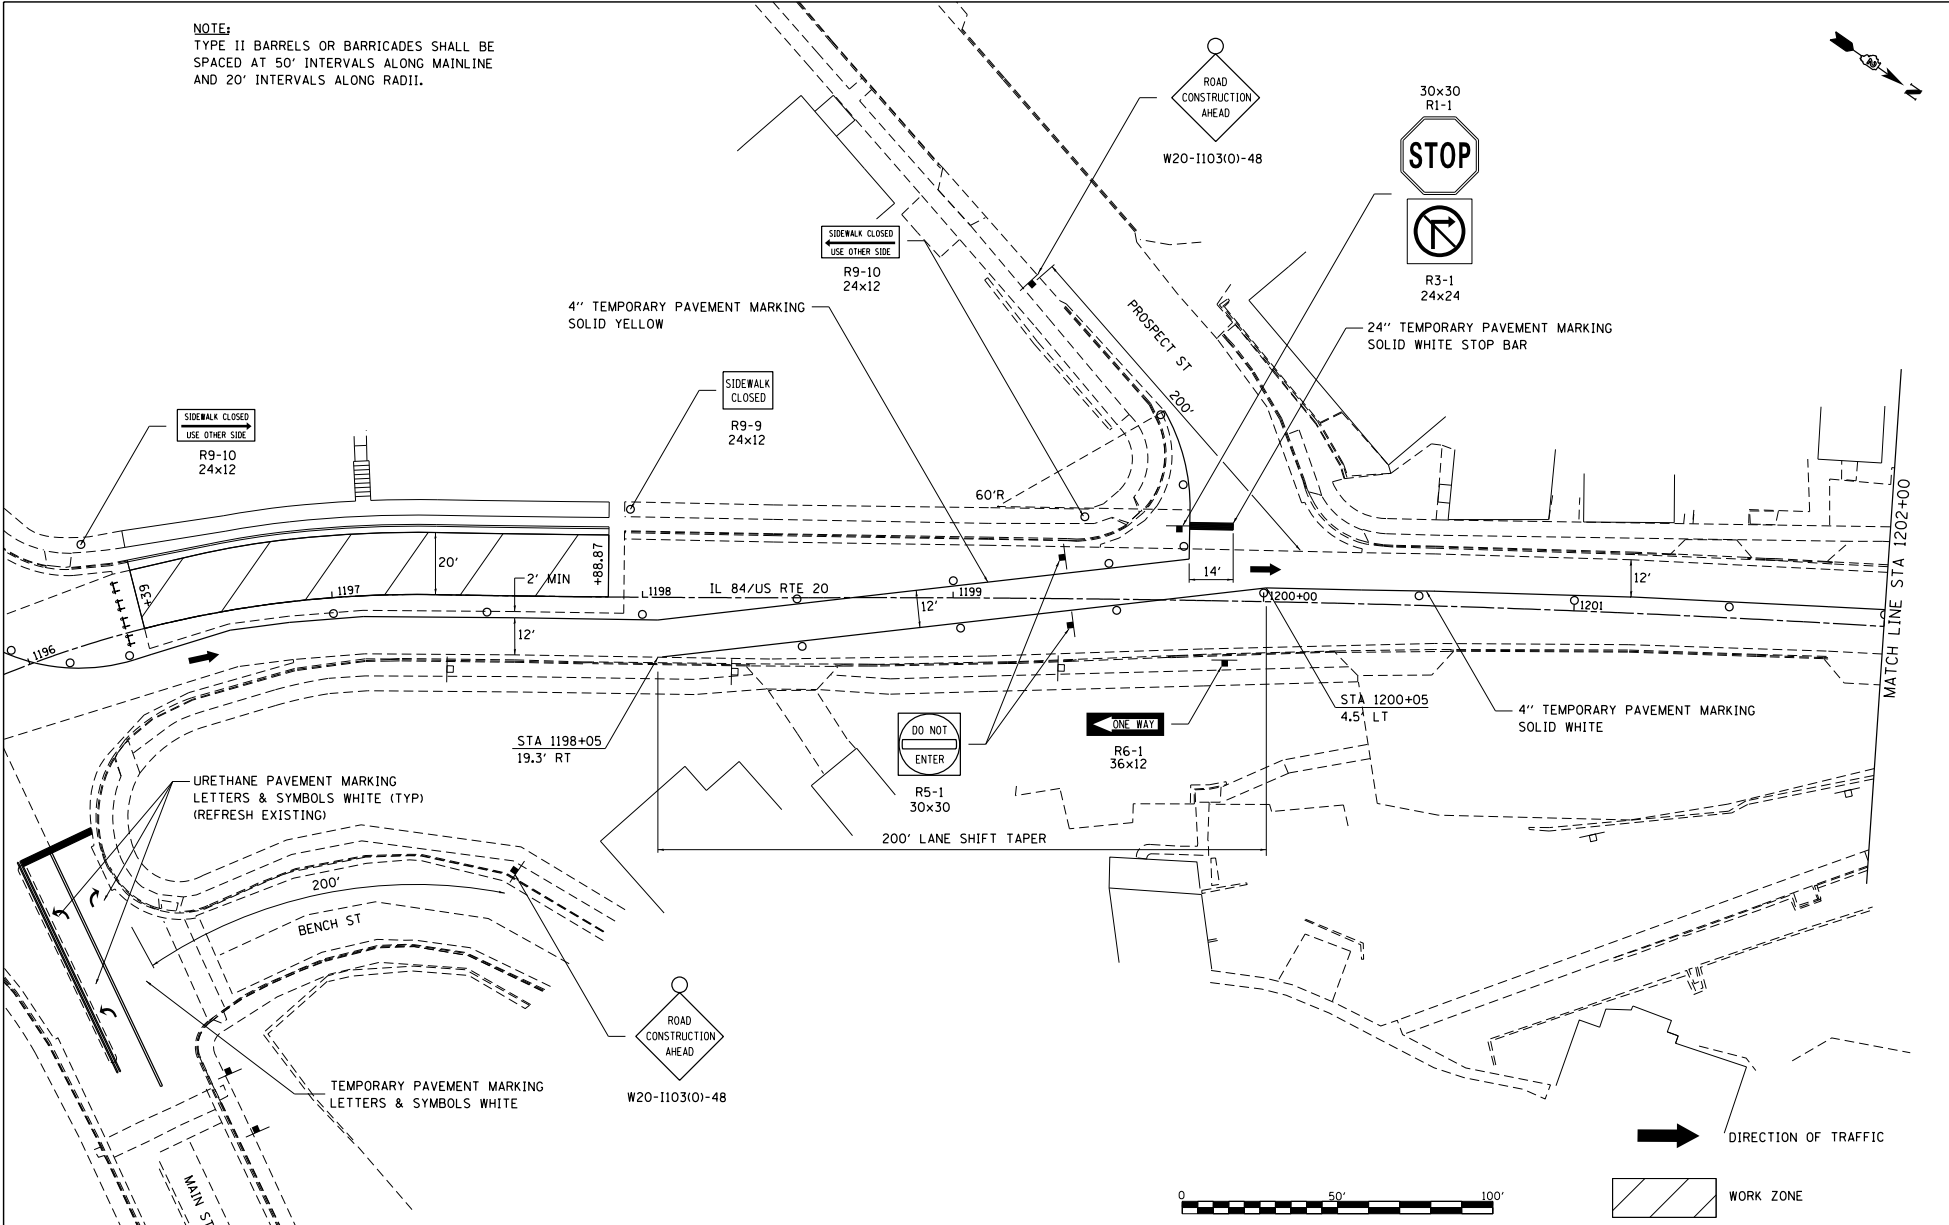 NOTE:
TYPE II BARRELS OR BARRICADES SHALL BE
SPACED AT 50' INTERVALS ALONG MAINLINE
AND 20' INTERVALS ALONG RADII.
ROAD
CONSTRUCTION
AHEAD
W20-I103(O)-48
30x30
R1-1
STOP
R3-1
24x24
N
SIDEWALK CLOSED
USE OTHER SIDE
R9-10
24x12
4'' TEMPORARY PAVEMENT MARKING
SOLID YELLOW
PROSPECT ST
200'
24'' TEMPORARY PAVEMENT MARKING
SOLID WHITE STOP BAR
SIDEWALK
CLOSED
R9-9
24x12
SIDEWALK CLOSED
USE OTHER SIDE
R9-10
24x12
60'R
+39
20'
+88.87
2' MIN
12'
1196
1197
1198
IL 84/US RTE 20
12'
1199
14'
1200+00
12'
1201
MATCH LINE STA 1202+00
STA 1198+05
19.3' RT
DO NOT
ENTER
R5-1
30x30
ONE WAY
R6-1
36x12
STA 1200+05
4.5' LT
4'' TEMPORARY PAVEMENT MARKING
SOLID WHITE
URETHANE PAVEMENT MARKING
LETTERS & SYMBOLS WHITE (TYP)
(REFRESH EXISTING)
200' LANE SHIFT TAPER
200'
BENCH ST
ROAD
CONSTRUCTION
AHEAD
W20-I103(O)-48
TEMPORARY PAVEMENT MARKING
LETTERS & SYMBOLS WHITE
MAIN ST
DIRECTION OF TRAFFIC
WORK ZONE
0
50'
100'